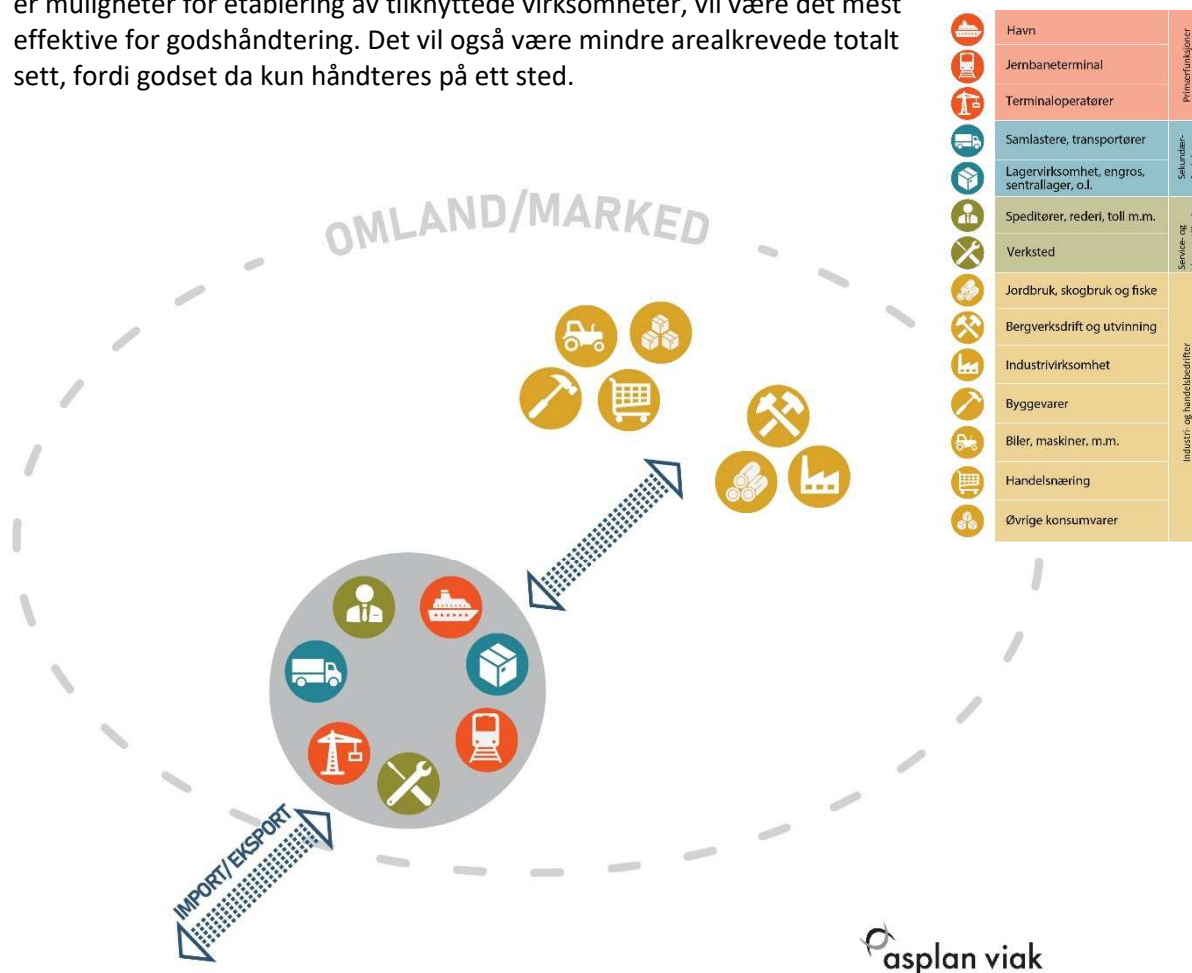 er muligheter for etablering av tilknyttede virksomheter, vil være det mest
effektive for godshåndtering. Det vil også være mindre arealkrevede totalt
sett, fordi godset da kun håndteres på ett sted.
Havn
Jernbaneterminal
Terminaloperatører
Primærfunksjoner
Samlastere, transportører
Lagervirksomhet, engros,
sentrallager, o.l.
Sekundær-
Speditører, rederi, toll m.m.
Verksted
Service- og
Jordbruk, skogbruk og fiske
Bergverksdrift og utvinning
Industrivirksomhet
Byggevarer
Biler, maskiner, m.m.
Handelsnæring
Øvrige konsumvarer
Industri- og handelsbedrifter
OMLAND/MARKED
IMPORT/EKSPORT
asplan viak